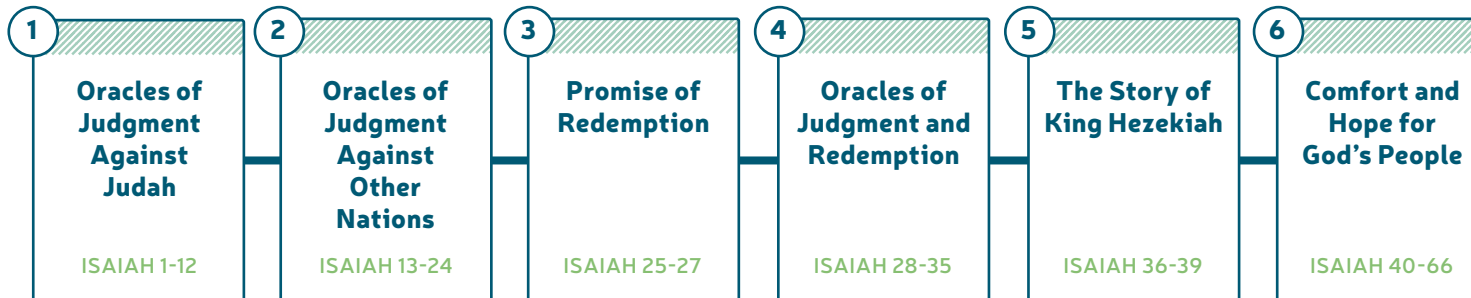 1
Oracles of
Judgment
Against
Judah
ISAIAH 1-12
2
Oracles of
Judgment
Against
Other
Nations
ISAIAH 13-24
3
Promise of
Redemption
ISAIAH 25-27
4
Oracles of
Judgment and
Redemption
ISAIAH 28-35
5
The Story of
King Hezekiah
ISAIAH 36-39
6
Comfort and
Hope for
God's People
ISAIAH 40-66